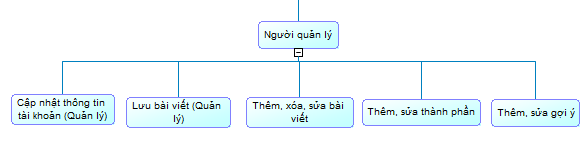 Người quản lý
Cập nhật thông tin
tài khoản (Quản lý)
Lưu bài viết (Quản
lý)
Thêm, xóa, sửa bài
viết
Thêm, sửa thành phần
Thêm, sửa gợi ý